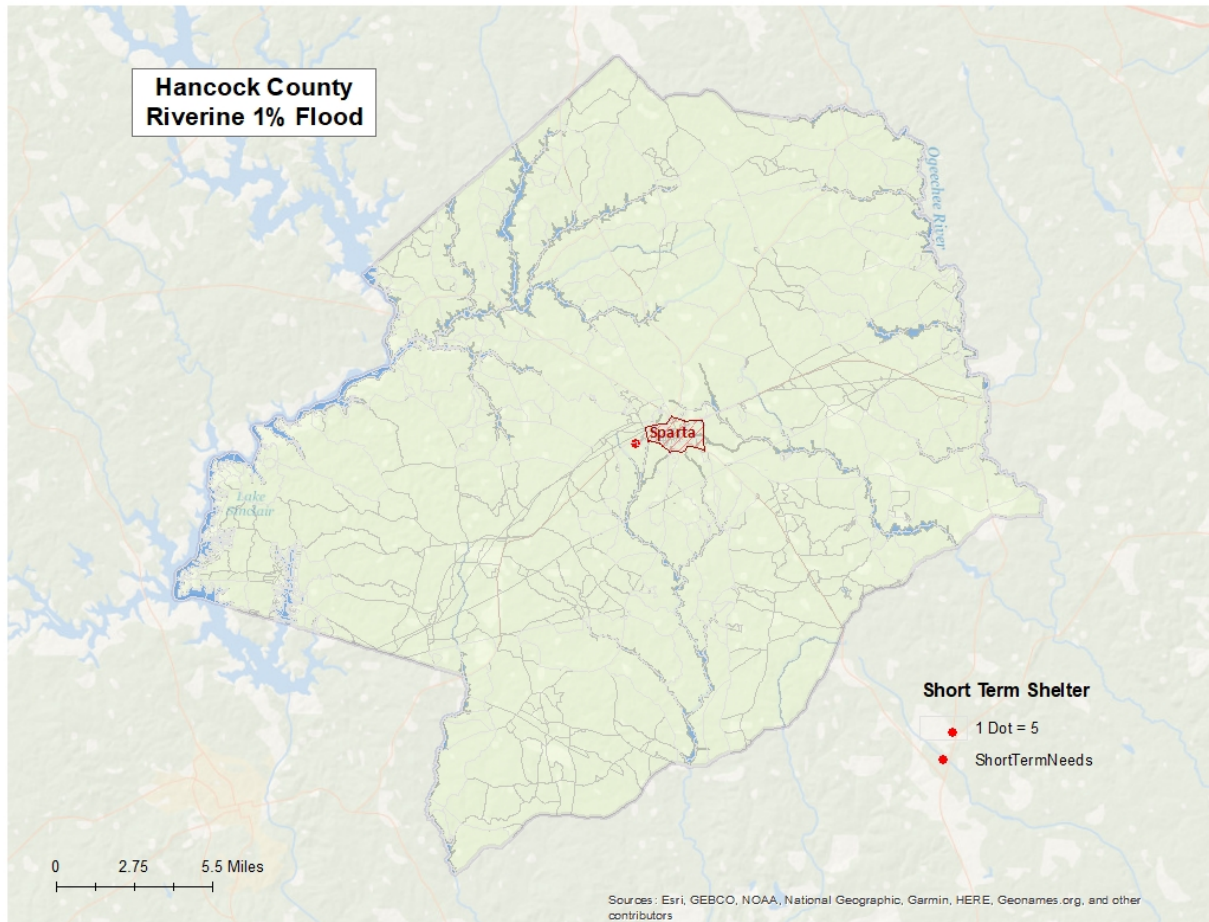 Hancock County
Riverine 1% Flood
Ogeechee River
Sparta
Lake
Sinclair
Short Term Shelter
1 Dot = 5
ShortTermNeeds
0 2.75 5.5 Miles
Sources: Esri, GEBCO, NOAA, National Geographic, Garmin, HERE, Geonames.org, and other
contributors